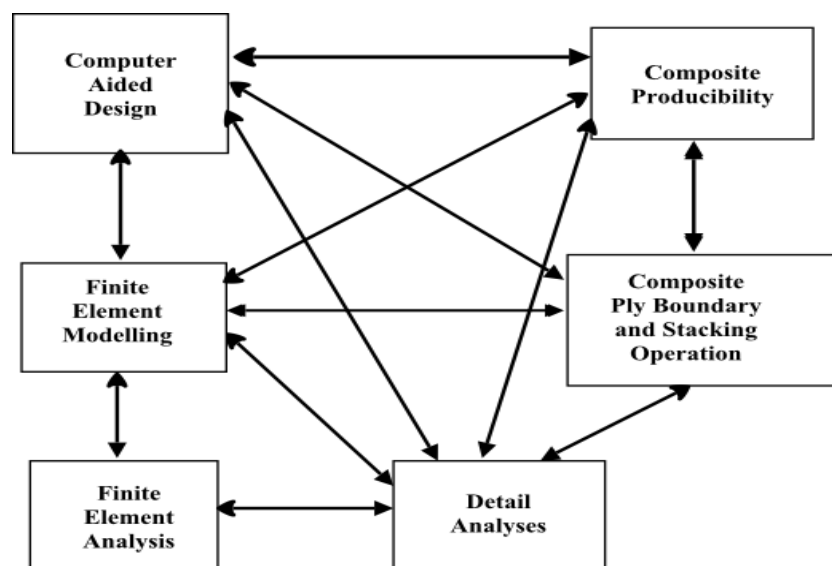 Computer
Aided
Design
Composite
Producibility
Finite
Element
Modelling
Composite
Ply Boundary
and Stacking
Operation
Finite
Element
Analysis
Detail
Analyses